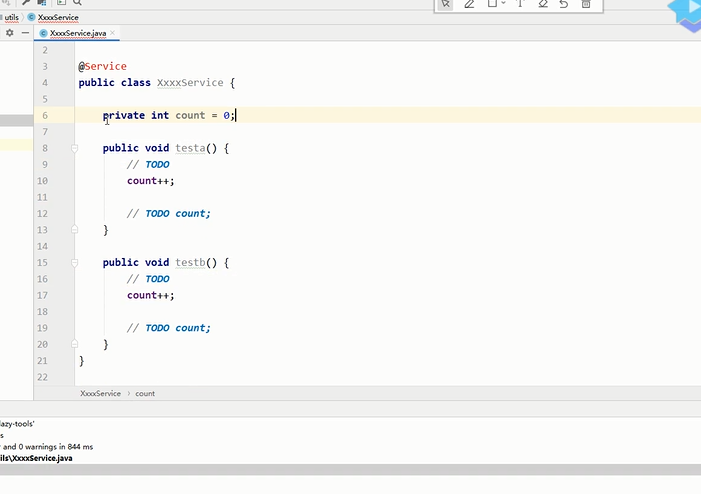 utils > XxxxService
XxxxService.java ×
2
3 @Service
4 public class XxxxService {
5
6 private int count = 0;
7
8 public void testa() {
9 // TODO
10 count++;
11
12 // TODO count;
13 }
14
15 public void testb() {
16 // TODO
17 count++;
18
19 // TODO count;
20 }
21 }
22
XxxxService > count
lazy-tools'
s
and 0 warnings in 844 ms
ils\XxxxService.java